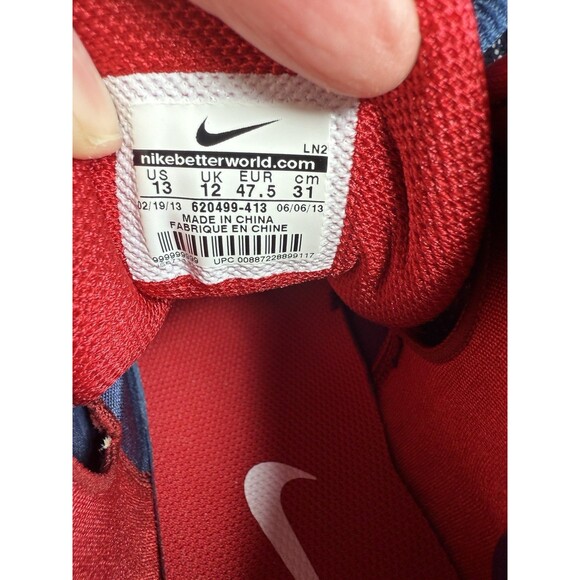 LN2
nikebetterworld.com
US UK EUR cm
13 12 47.5 31
02/19/13 620499-413 06/06/13
MADE IN CHINA
FABRIQUE EN CHINE
UPC 00887228899117